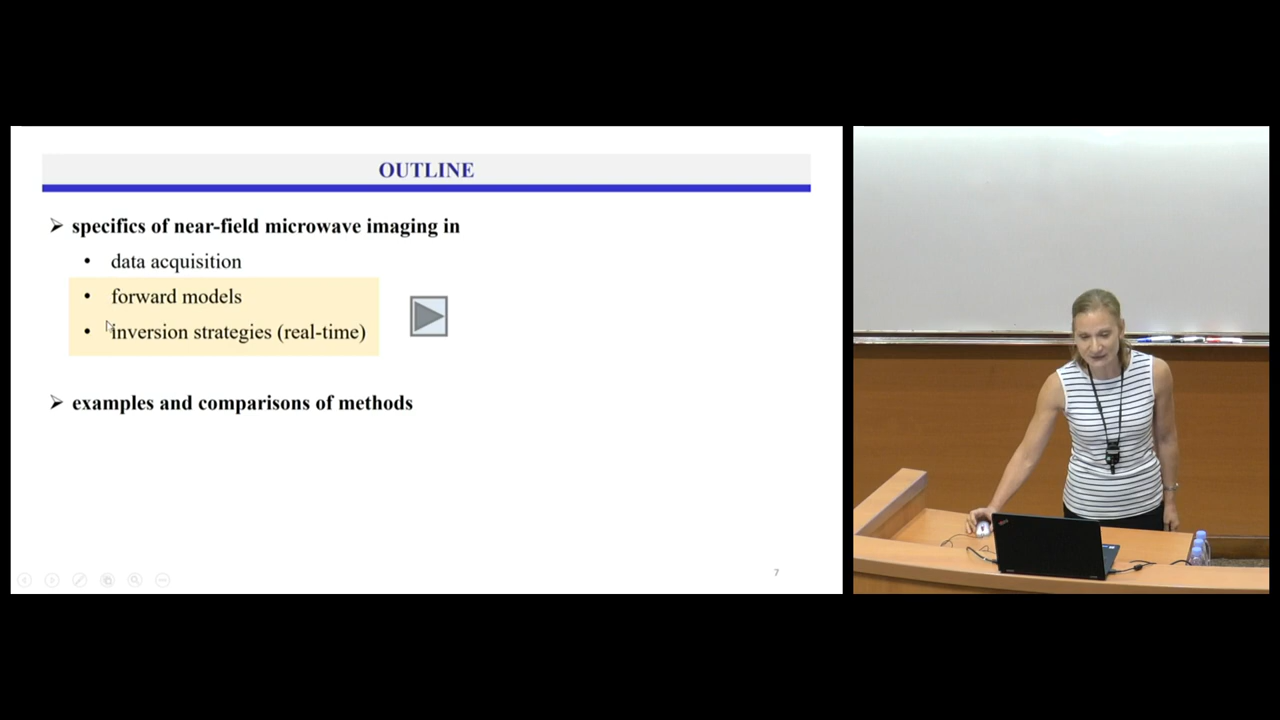 OUTLINE
➢ specifics of near-field microwave imaging in
• data acquisition
• forward models
• inversion strategies (real-time)
➢ examples and comparisons of methods
7